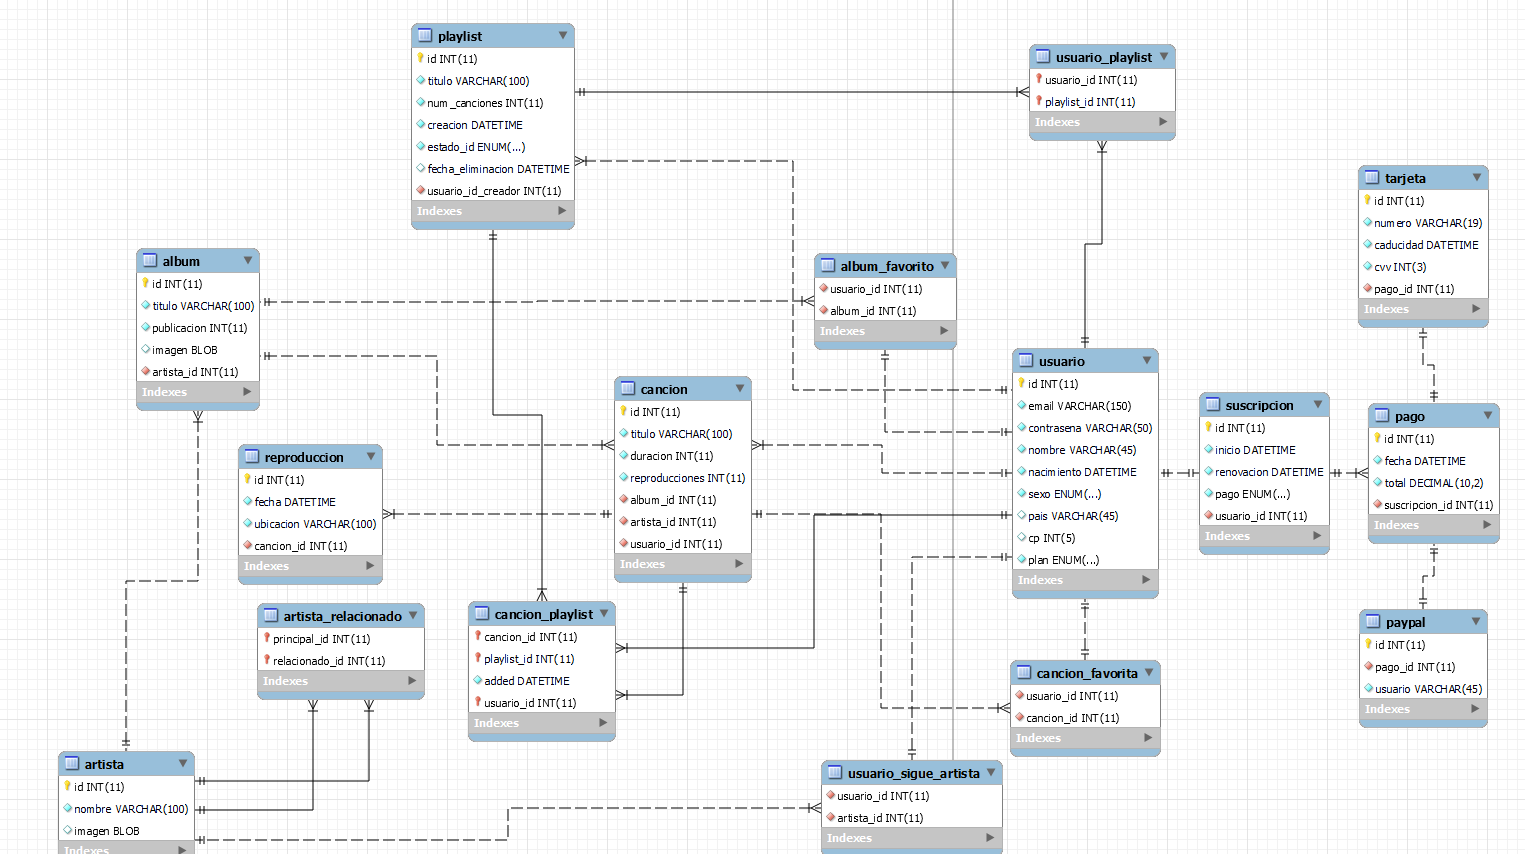 playlist
id INT(11)
titulo VARCHAR(100)
num_canciones INT(11)
creacion DATETIME
estado_id ENUM(...)
fecha_eliminacion DATETIME
usuario_id_creador INT(11)
Indexes
usuario_playlist
usuario_id INT(11)
playlist_id INT(11)
Indexes
tarjeta
id INT(11)
numero VARCHAR(19)
caducidad DATETIME
cvv INT(3)
pago_id INT(11)
Indexes
album
id INT(11)
titulo VARCHAR(100)
publicacion INT(11)
imagen BLOB
artista_id INT(11)
Indexes
album_favorito
usuario_id INT(11)
album_id INT(11)
Indexes
cancion
id INT(11)
titulo VARCHAR(100)
duracion INT(11)
reproducciones INT(11)
album_id INT(11)
artista_id INT(11)
usuario_id INT(11)
Indexes
usuario
id INT(11)
email VARCHAR(150)
contrasena VARCHAR(50)
nombre VARCHAR(45)
nacimiento DATETIME
sexo ENUM(...)
pais VARCHAR(45)
cp INT(5)
plan ENUM(...)
Indexes
suscripcion
id INT(11)
inicio DATETIME
renovacion DATETIME
pago ENUM(...)
usuario_id INT(11)
Indexes
pago
id INT(11)
fecha DATETIME
total DECIMAL(10,2)
suscripcion_id INT(11)
Indexes
reproduccion
id INT(11)
fecha DATETIME
ubicacion VARCHAR(100)
cancion_id INT(11)
Indexes
artista_relacionado
principal_id INT(11)
relacionado_id INT(11)
Indexes
cancion_playlist
cancion_id INT(11)
playlist_id INT(11)
added DATETIME
usuario_id INT(11)
Indexes
paypal
id INT(11)
pago_id INT(11)
usuario VARCHAR(45)
Indexes
cancion_favorita
usuario_id INT(11)
cancion_id INT(11)
Indexes
artista
id INT(11)
nombre VARCHAR(100)
imagen BLOB
Indexes
usuario_sigue_artista
usuario_id INT(11)
artista_id INT(11)
Indexes